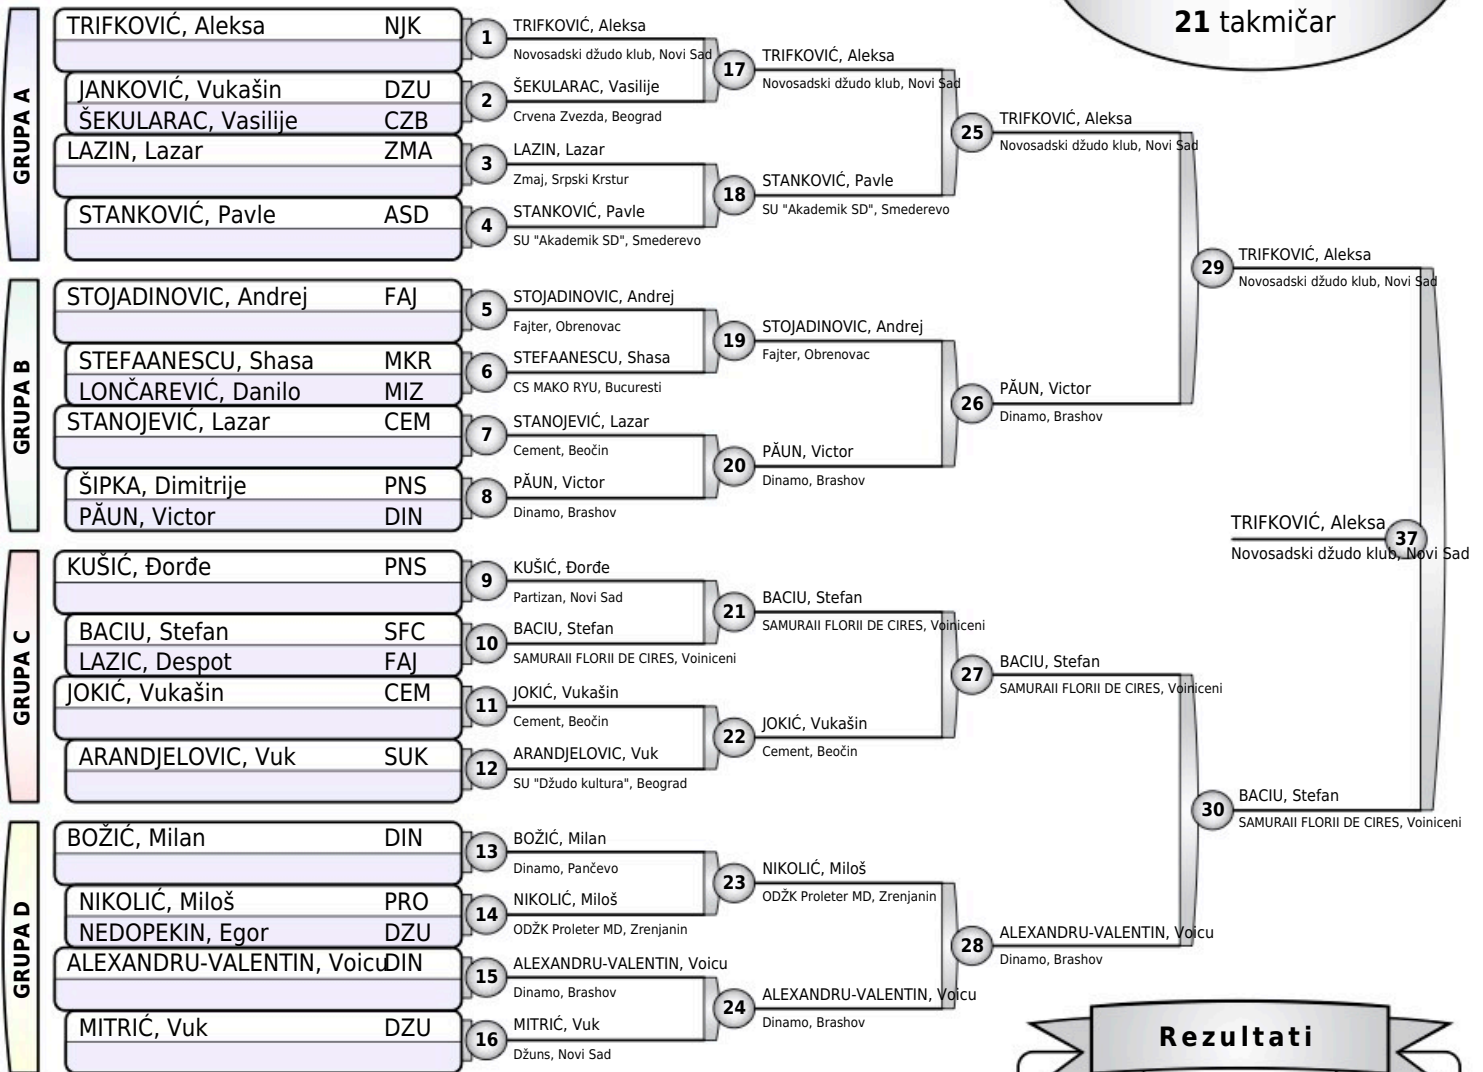 21 takmičar
GRUPA A
TRIFKOVIĆ, Aleksa NJK
JANKOVIĆ, Vukašin DZU
ŠEKULARAC, Vasilije CZB
LAZIN, Lazar ZMA
STANKOVIĆ, Pavle ASD
GRUPA B
STOJADINOVIC, Andrej FAJ
STEFAANESCU, Shasa MKR
LONČAREVIĆ, Danilo MIZ
STANOJEVIĆ, Lazar CEM
ŠIPKA, Dimitrije PNS
PĂUN, Victor DIN
GRUPA C
KUŠIĆ, Đorđe PNS
BACIU, Stefan SFC
LAZIC, Despot FAJ
JOKIĆ, Vukašin CEM
ARANDJELOVIC, Vuk SUK
GRUPA D
BOŽIĆ, Milan DIN
NIKOLIĆ, Miloš PRO
NEDOPEKIN, Egor DZU
ALEXANDRU-VALENTIN, Voicu DIN
MITRIĆ, Vuk DZU
1 TRIFKOVIĆ, Aleksa
Novosadski džudo klub, Novi Sad
2 ŠEKULARAC, Vasilije
Crvena Zvezda, Beograd
3 LAZIN, Lazar
Zmaj, Srpski Krstur
4 STANKOVIĆ, Pavle
SU "Akademik SD", Smederevo
5 STOJADINOVIC, Andrej
Fajter, Obrenovac
6 STEFAANESCU, Shasa
CS MAKO RYU, Bucuresti
7 STANOJEVIĆ, Lazar
Cement, Beočin
8 PĂUN, Victor
Dinamo, Brashov
9 KUŠIĆ, Đorđe
Partizan, Novi Sad
10 BACIU, Stefan
SAMURAII FLORII DE CIRES, Voiniceni
11 JOKIĆ, Vukašin
Cement, Beočin
12 ARANDJELOVIC, Vuk
SU "Džudo kultura", Beograd
13 BOŽIĆ, Milan
Dinamo, Pančevo
14 NIKOLIĆ, Miloš
ODŽK Proleter MD, Zrenjanin
15 ALEXANDRU-VALENTIN, Voicu
Dinamo, Brashov
16 MITRIĆ, Vuk
Džuns, Novi Sad
17 TRIFKOVIĆ, Aleksa
Novosadski džudo klub, Novi Sad
18 STANKOVIĆ, Pavle
SU "Akademik SD", Smederevo
19 STOJADINOVIC, Andrej
Fajter, Obrenovac
20 PĂUN, Victor
Dinamo, Brashov
21 BACIU, Stefan
SAMURAII FLORII DE CIRES, Voiniceni
22 JOKIĆ, Vukašin
Cement, Beočin
23 NIKOLIĆ, Miloš
ODŽK Proleter MD, Zrenjanin
24 ALEXANDRU-VALENTIN, Voicu
Dinamo, Brashov
25 TRIFKOVIĆ, Aleksa
Novosadski džudo klub, Novi Sad
26 PĂUN, Victor
Dinamo, Brashov
27 BACIU, Stefan
SAMURAII FLORII DE CIRES, Voiniceni
28 ALEXANDRU-VALENTIN, Voicu
Dinamo, Brashov
29 TRIFKOVIĆ, Aleksa
Novosadski džudo klub, Novi Sad
30 BACIU, Stefan
SAMURAII FLORII DE CIRES, Voiniceni
TRIFKOVIĆ, Aleksa 37
Novosadski džudo klub, Novi Sad
Rezultati